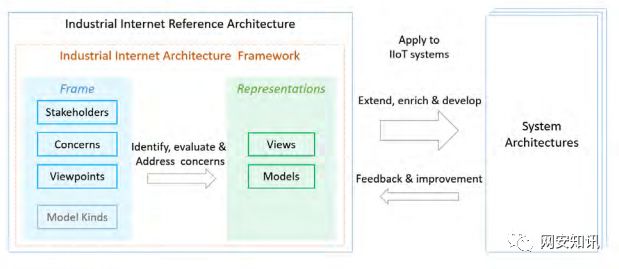 Industrial Internet Reference Architecture
Industrial Internet Architecture Framework
Frame
Stakeholders
Concerns
Viewpoints
Model Kinds
Identify, evaluate &
Address concerns
Representations
Views
Models
Apply to
IIoT systems
Extend, enrich & develop
Feedback & improvement
System
Architectures
网安知讯